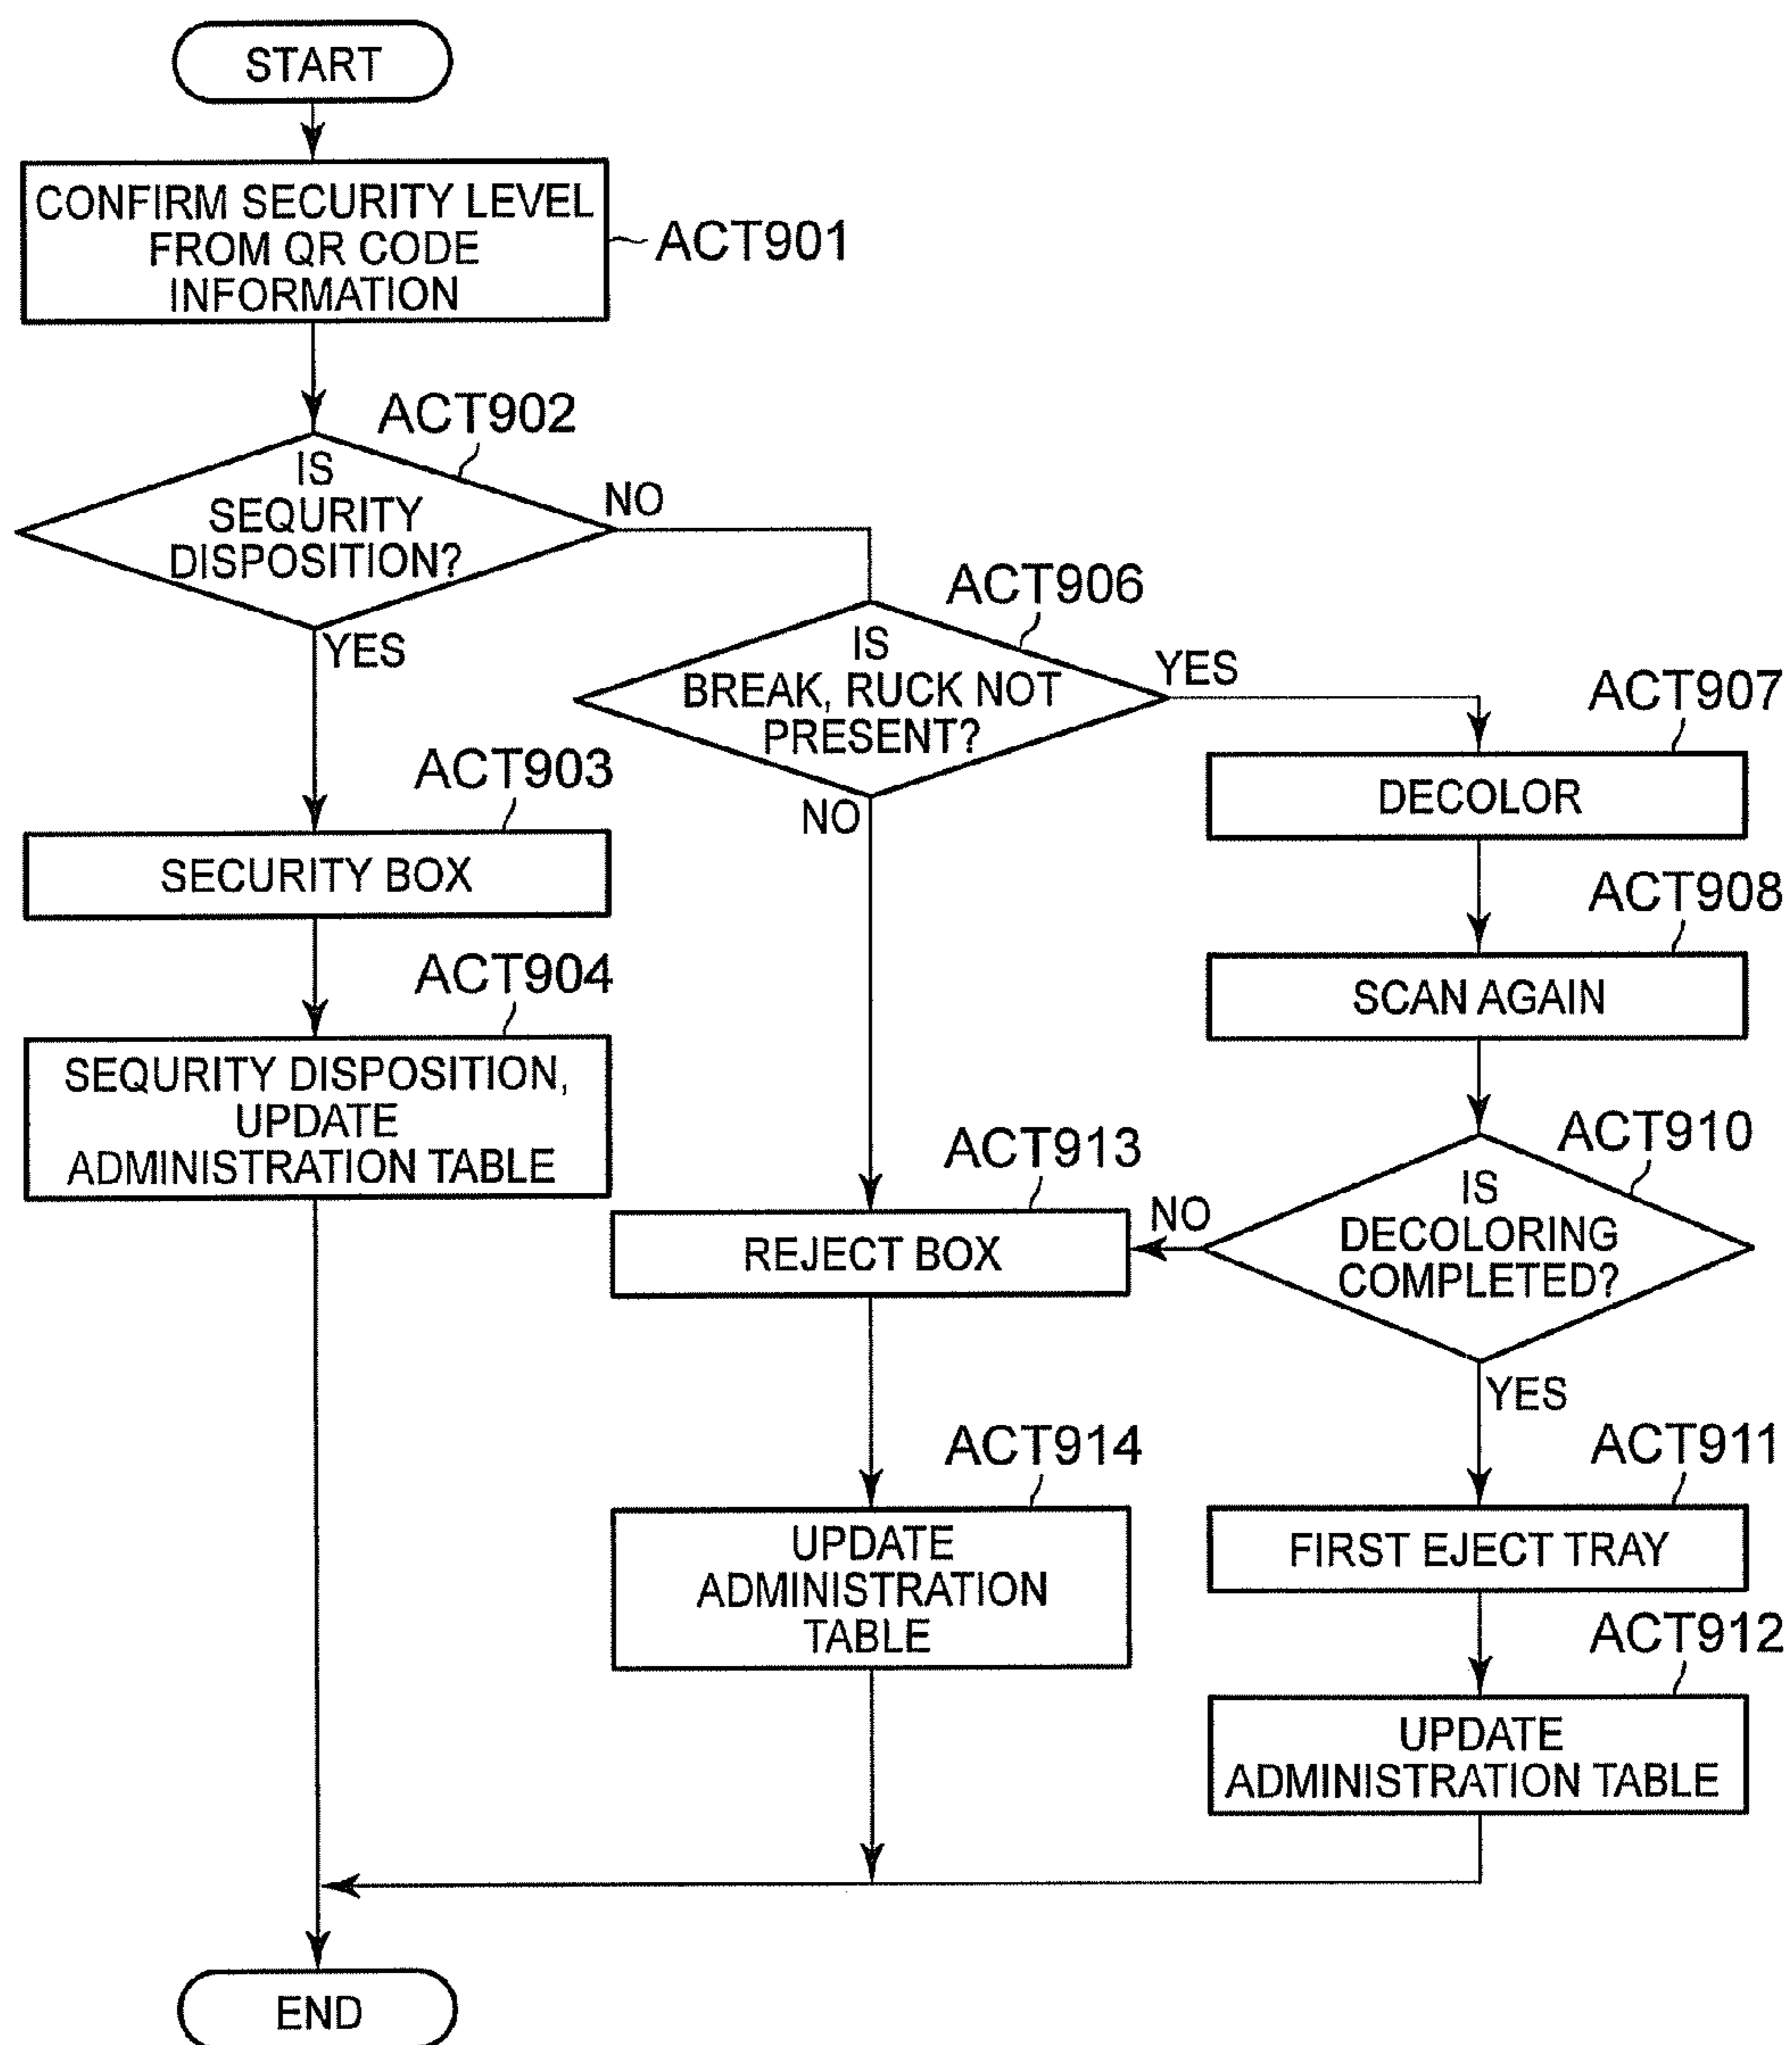 START
CONFIRM SECURITY LEVEL
FROM QR CODE
INFORMATION
ACT901
ACT902
IS
SEQURITY
DISPOSITION?
NO
YES
ACT906
IS
BREAK, RUCK NOT
PRESENT?
YES
NO
ACT903
SECURITY BOX
ACT904
SEQURITY DISPOSITION,
UPDATE
ADMINISTRATION TABLE
ACT907
DECOLOR
ACT908
SCAN AGAIN
ACT910
IS
DECOLORING
COMPLETED?
NO
YES
ACT913
REJECT BOX
ACT914
UPDATE
ADMINISTRATION
TABLE
ACT911
FIRST EJECT TRAY
ACT912
UPDATE
ADMINISTRATION TABLE
END